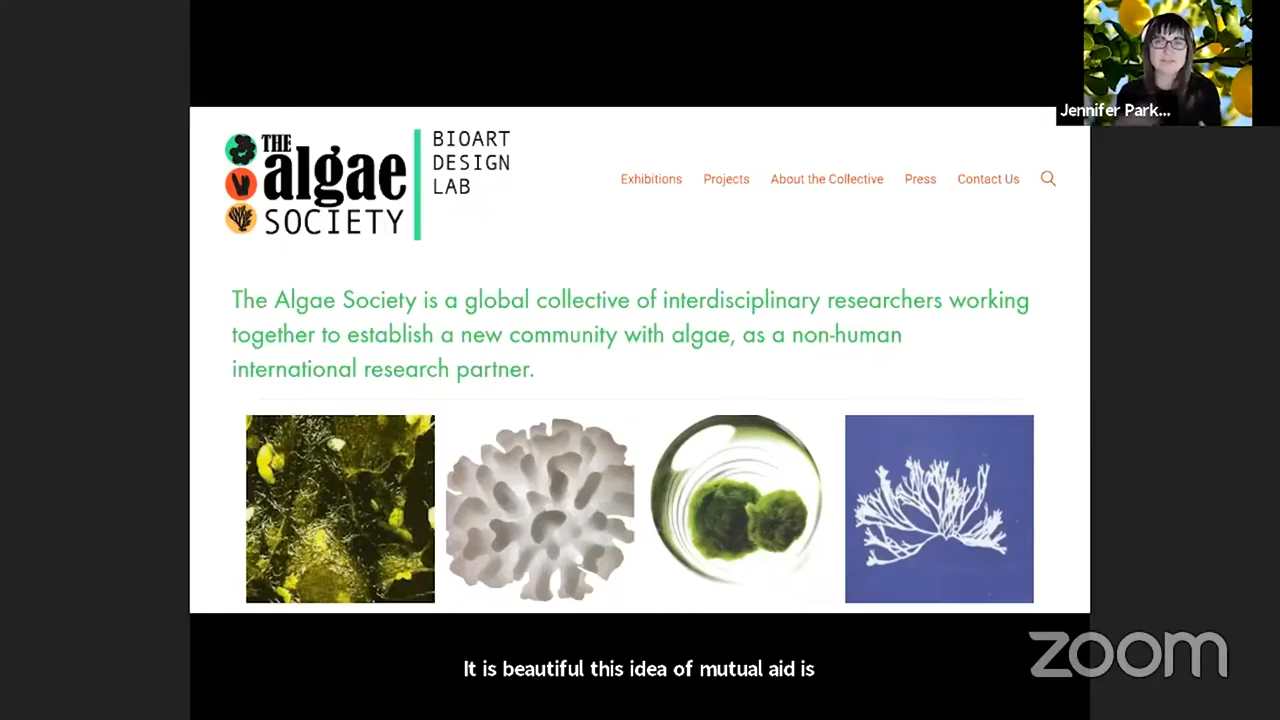 Jennifer Park...
THE
algae
SOCIETY
BIOART
DESIGN
LAB
Exhibitions Projects About the Collective Press Contact Us
The Algae Society is a global collective of interdisciplinary researchers working
together to establish a new community with algae, as a non-human
international research partner.
It is beautiful this idea of mutual aid is
zoom